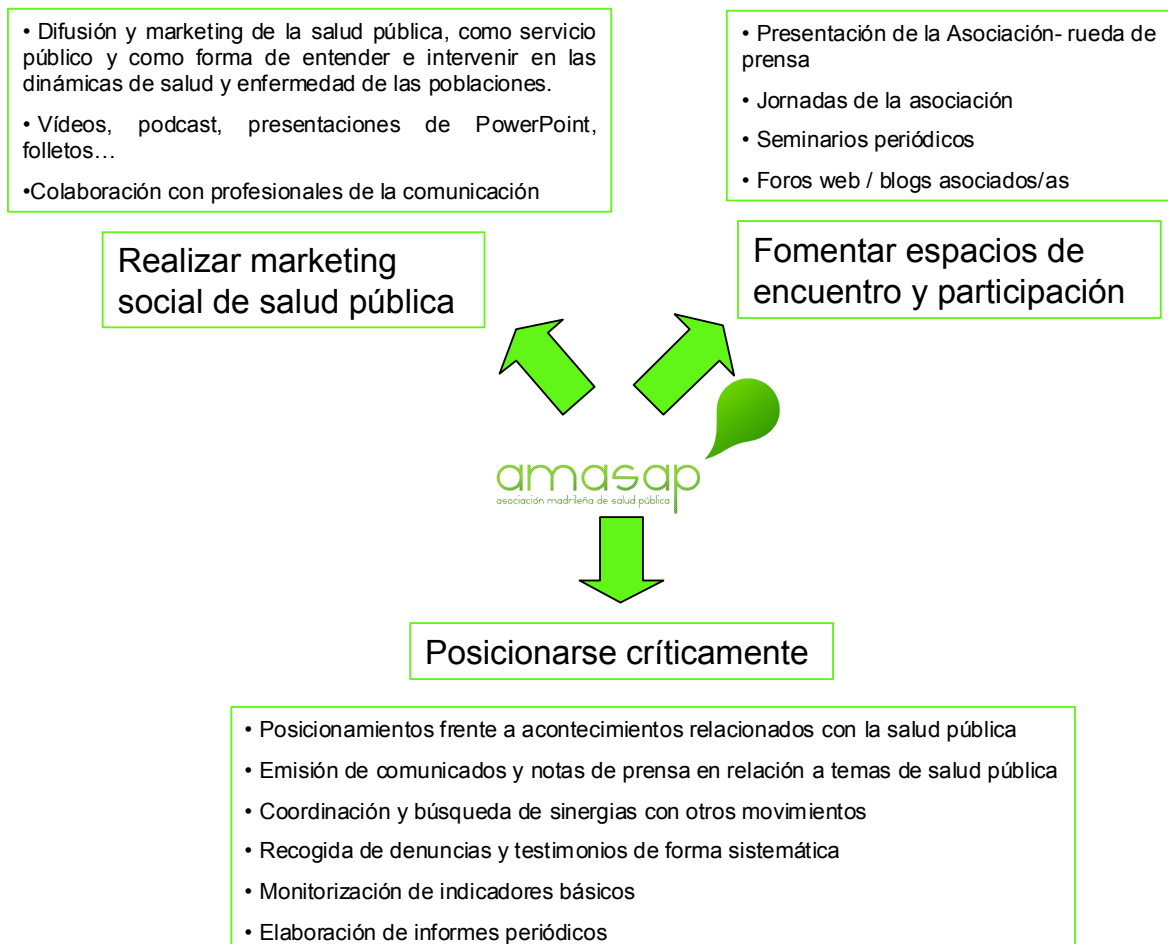 • Difusión y marketing de la salud pública, como servicio
público y como forma de entender e intervenir en las
dinámicas de salud y enfermedad de las poblaciones.
• Vídeos, podcast, presentaciones de PowerPoint,
folletos…
•Colaboración con profesionales de la comunicación
Realizar marketing
social de salud pública
• Presentación de la Asociación- rueda de
prensa
• Jornadas de la asociación
• Seminarios periódicos
• Foros web / blogs asociados/as
Fomentar espacios de
encuentro y participación
amasap
asociación madrileña de salud pública
Posicionarse críticamente
• Posicionamientos frente a acontecimientos relacionados con la salud pública
• Emisión de comunicados y notas de prensa en relación a temas de salud pública
• Coordinación y búsqueda de sinergias con otros movimientos
• Recogida de denuncias y testimonios de forma sistemática
• Monitorización de indicadores básicos
• Elaboración de informes periódicos